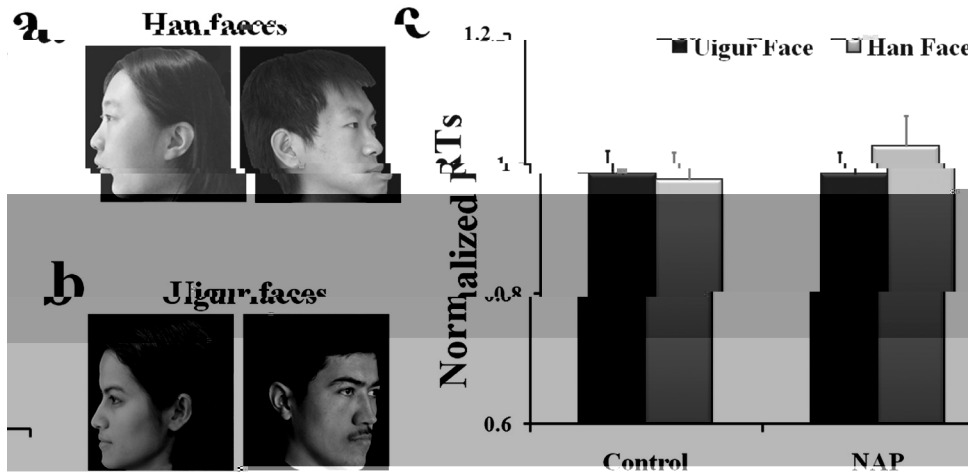 a.
Han faces
b
Uigur faces
c
Uigur Face
Han Face
Normalized RTs
1.2
1
0.8
0.6
Control
NAP